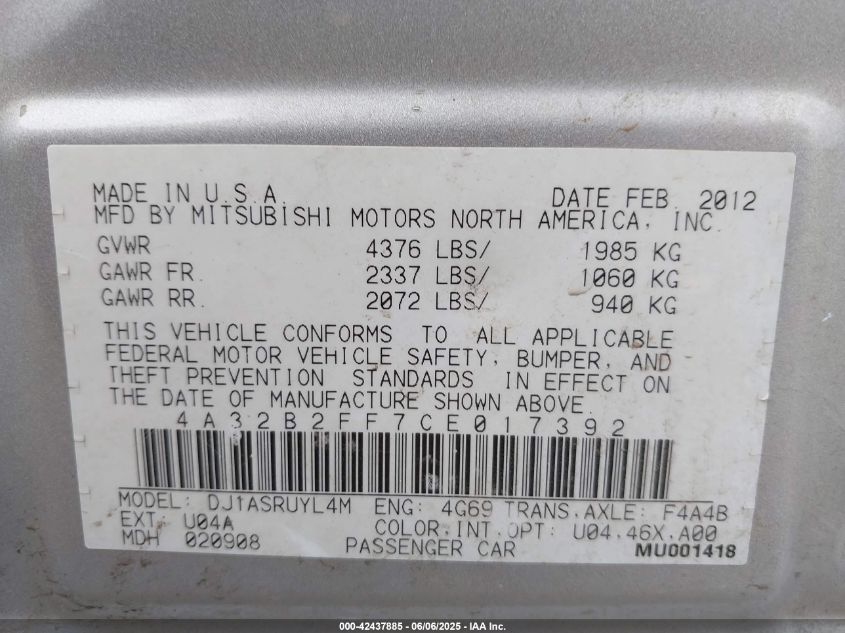 MADE IN U.S.A. DATE FEB. 2012
MFD BY MITSUBISHI MOTORS NORTH AMERICA, INC.
GVWR 4376 LBS/ 1985 KG
GAWR FR. 2337 LBS/ 1060 KG
GAWR RR. 2072 LBS/ 940 KG
THIS VEHICLE CONFORMS TO ALL APPLICABLE
FEDERAL MOTOR VEHICLE SAFETY, BUMPER, AND
THEFT PREVENTION STANDARDS IN EFFECT ON
THE DATE OF MANUFACTURE SHOWN ABOVE.
4A32B2FF7CE017392
MODEL: DJ1ASRUYL4M ENG: 4G69 TRANS.AXLE: F4A4B
EXT. U04A COLOR.INT.OPT: U04.46X.A00
MDH 020908 PASSENGER CAR MU001418
000-42437885 - 06/06/2025 - IAA Inc.